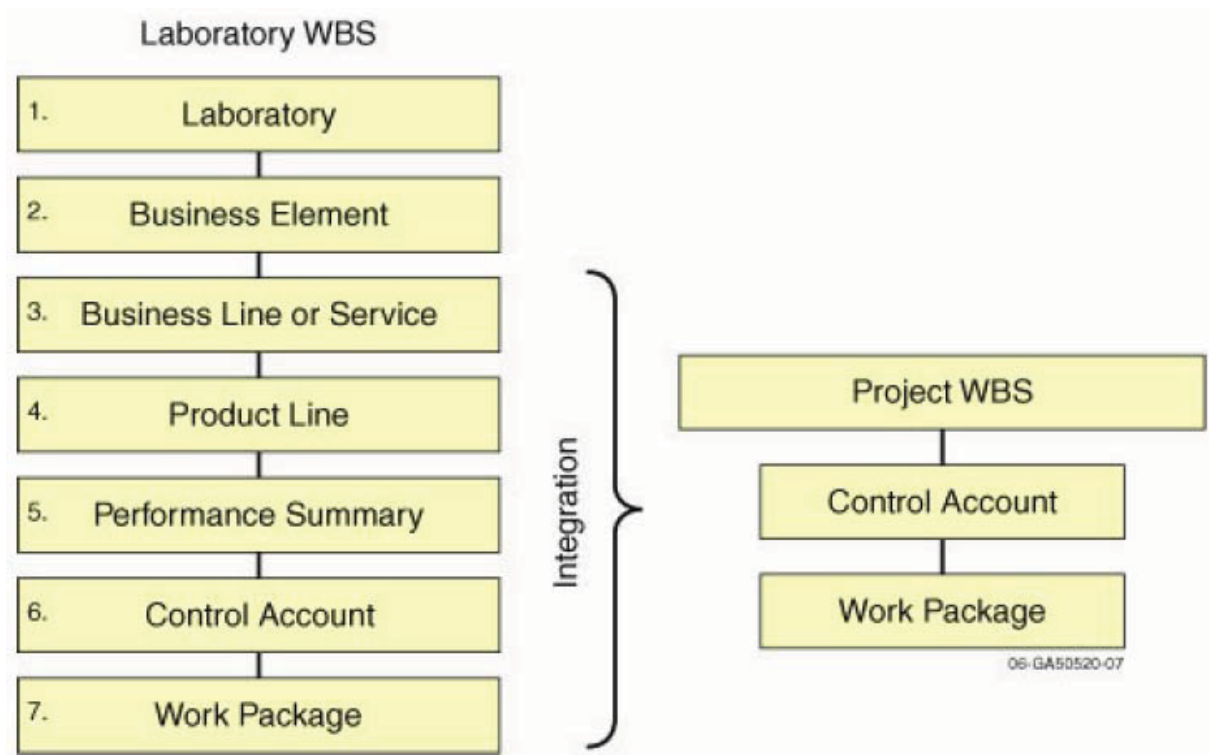 Laboratory WBS
1. Laboratory
2. Business Element
3. Business Line or Service
4. Product Line
5. Performance Summary
6. Control Account
7. Work Package
Integration
Project WBS
Control Account
Work Package
06-GA50520-07